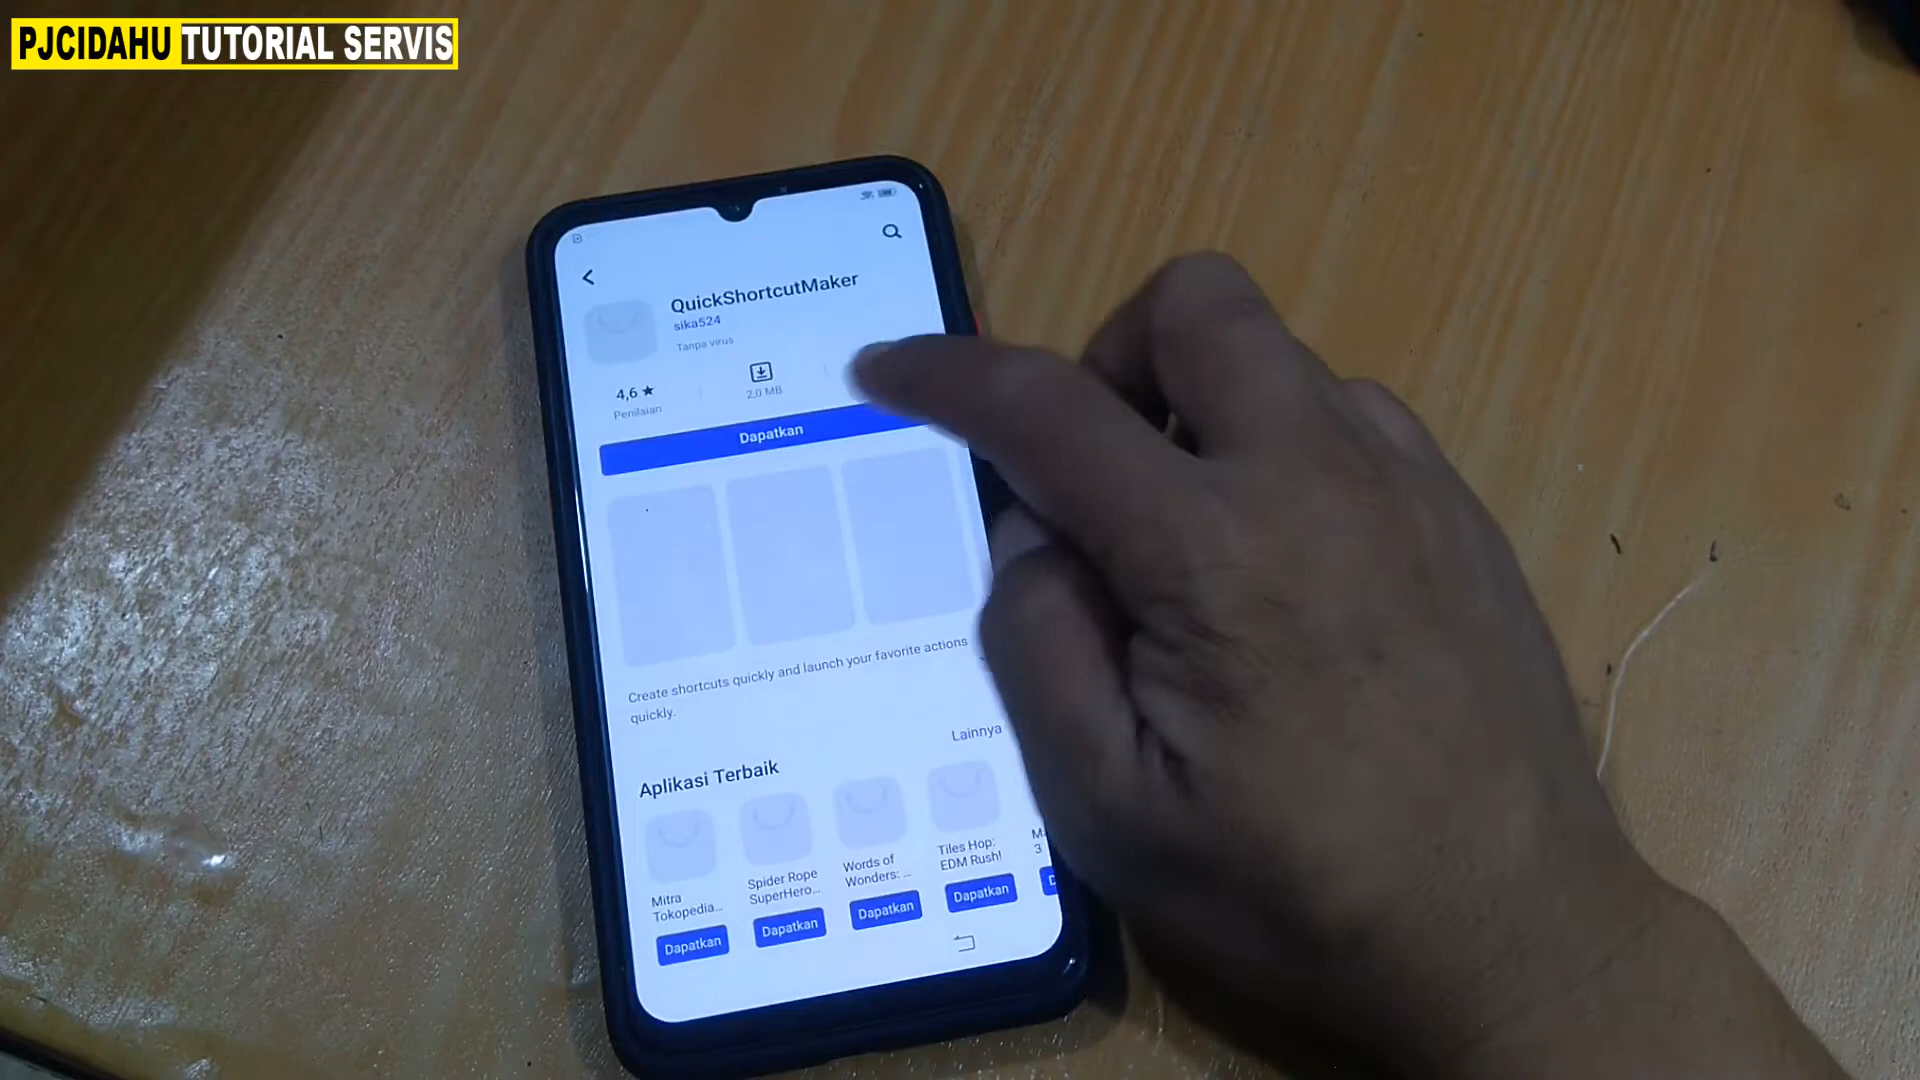 PJCIDAHU TUTORIAL SERVIS
QuickShortcutMaker
sika524
Tanpa virus
4,6 ★
Penilaian
2,0 MB
Dapatkan
Create shortcuts quickly and launch your favorite actions
quickly.
Lainnya
Aplikasi Terbaik
Mitra
Tokopedia...
Dapatkan
Spider Rope
SuperHero...
Dapatkan
Words of
Wonders: ...
Dapatkan
Tiles Hop:
EDM Rush!
Dapatkan
3